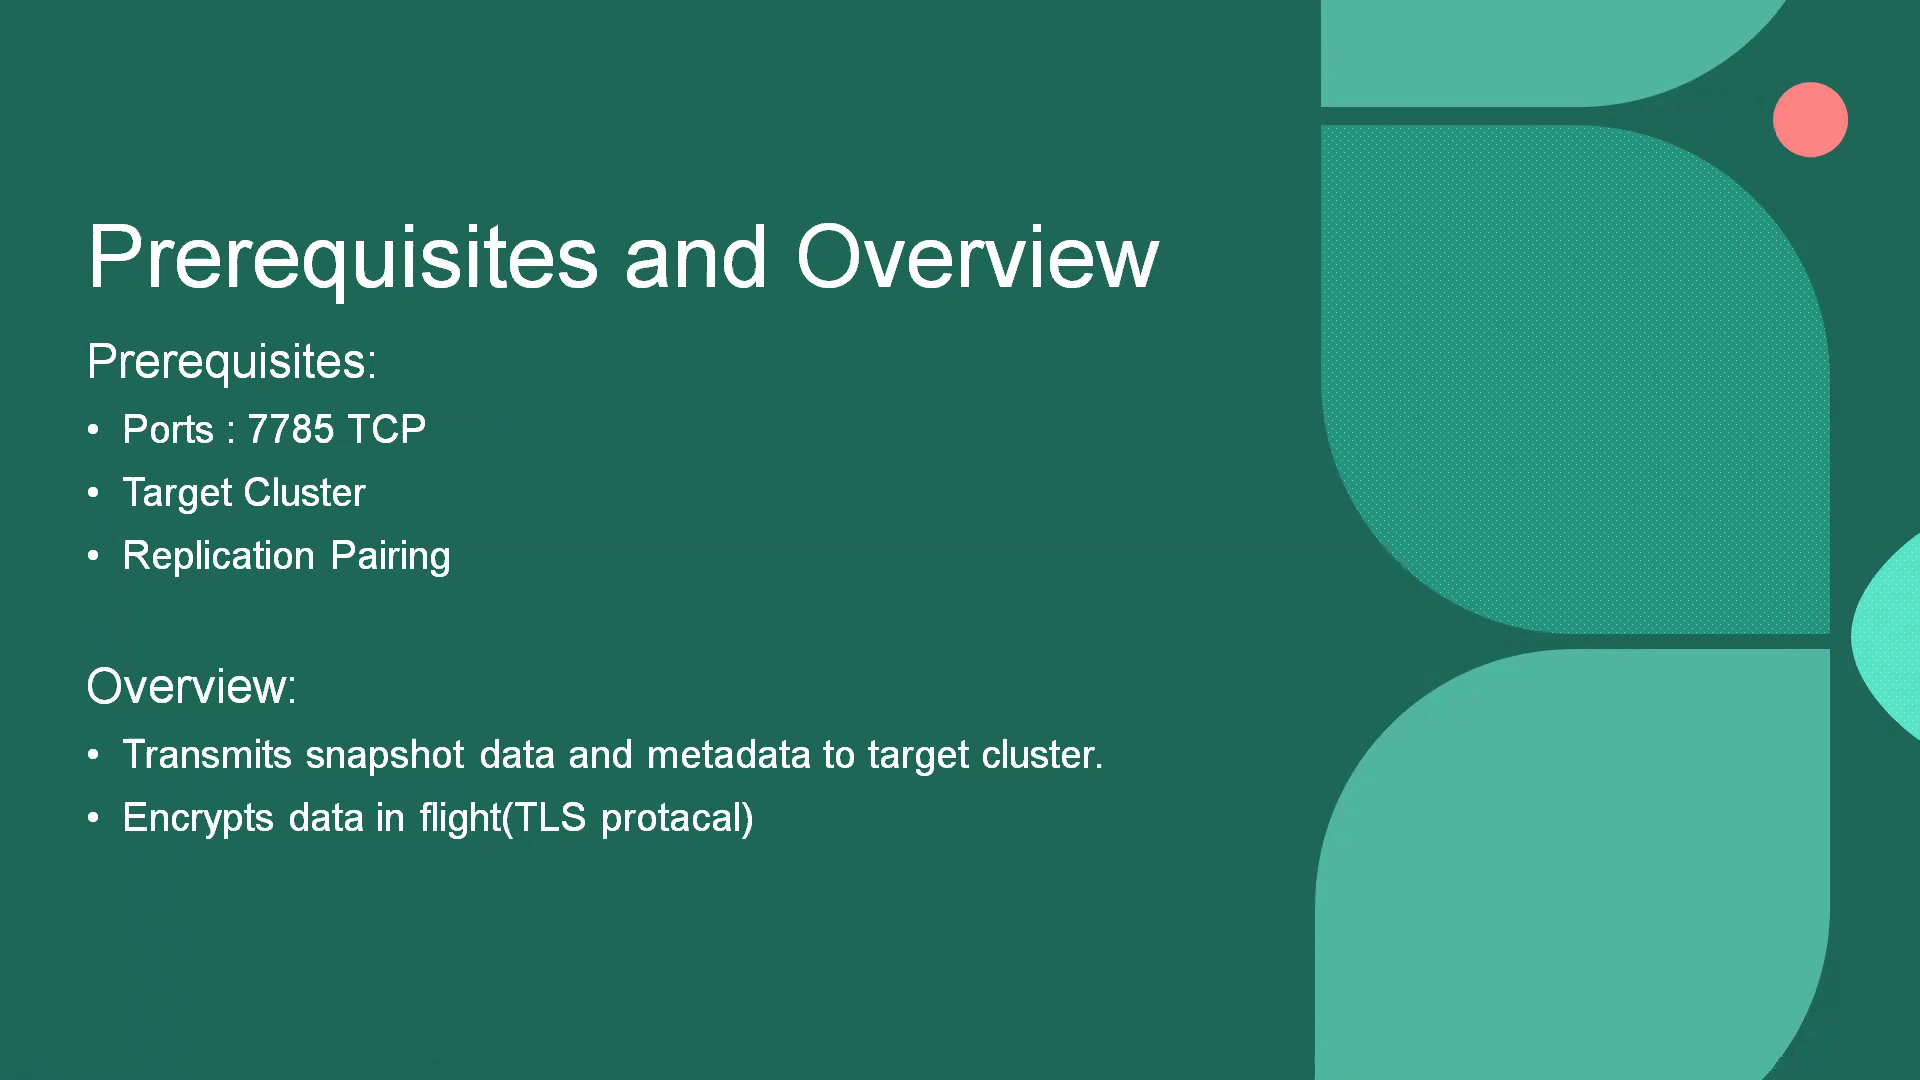 Prerequisites and Overview
Prerequisites:
• Ports : 7785 TCP
• Target Cluster
• Replication Pairing
Overview:
• Transmits snapshot data and metadata to target cluster.
• Encrypts data in flight(TLS protacal)